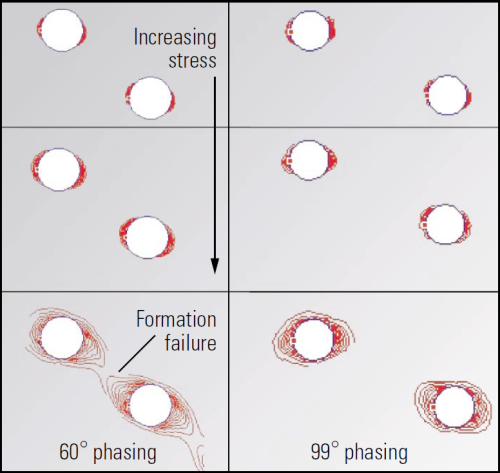 Increasing
stress
Formation
failure
60° phasing
99° phasing